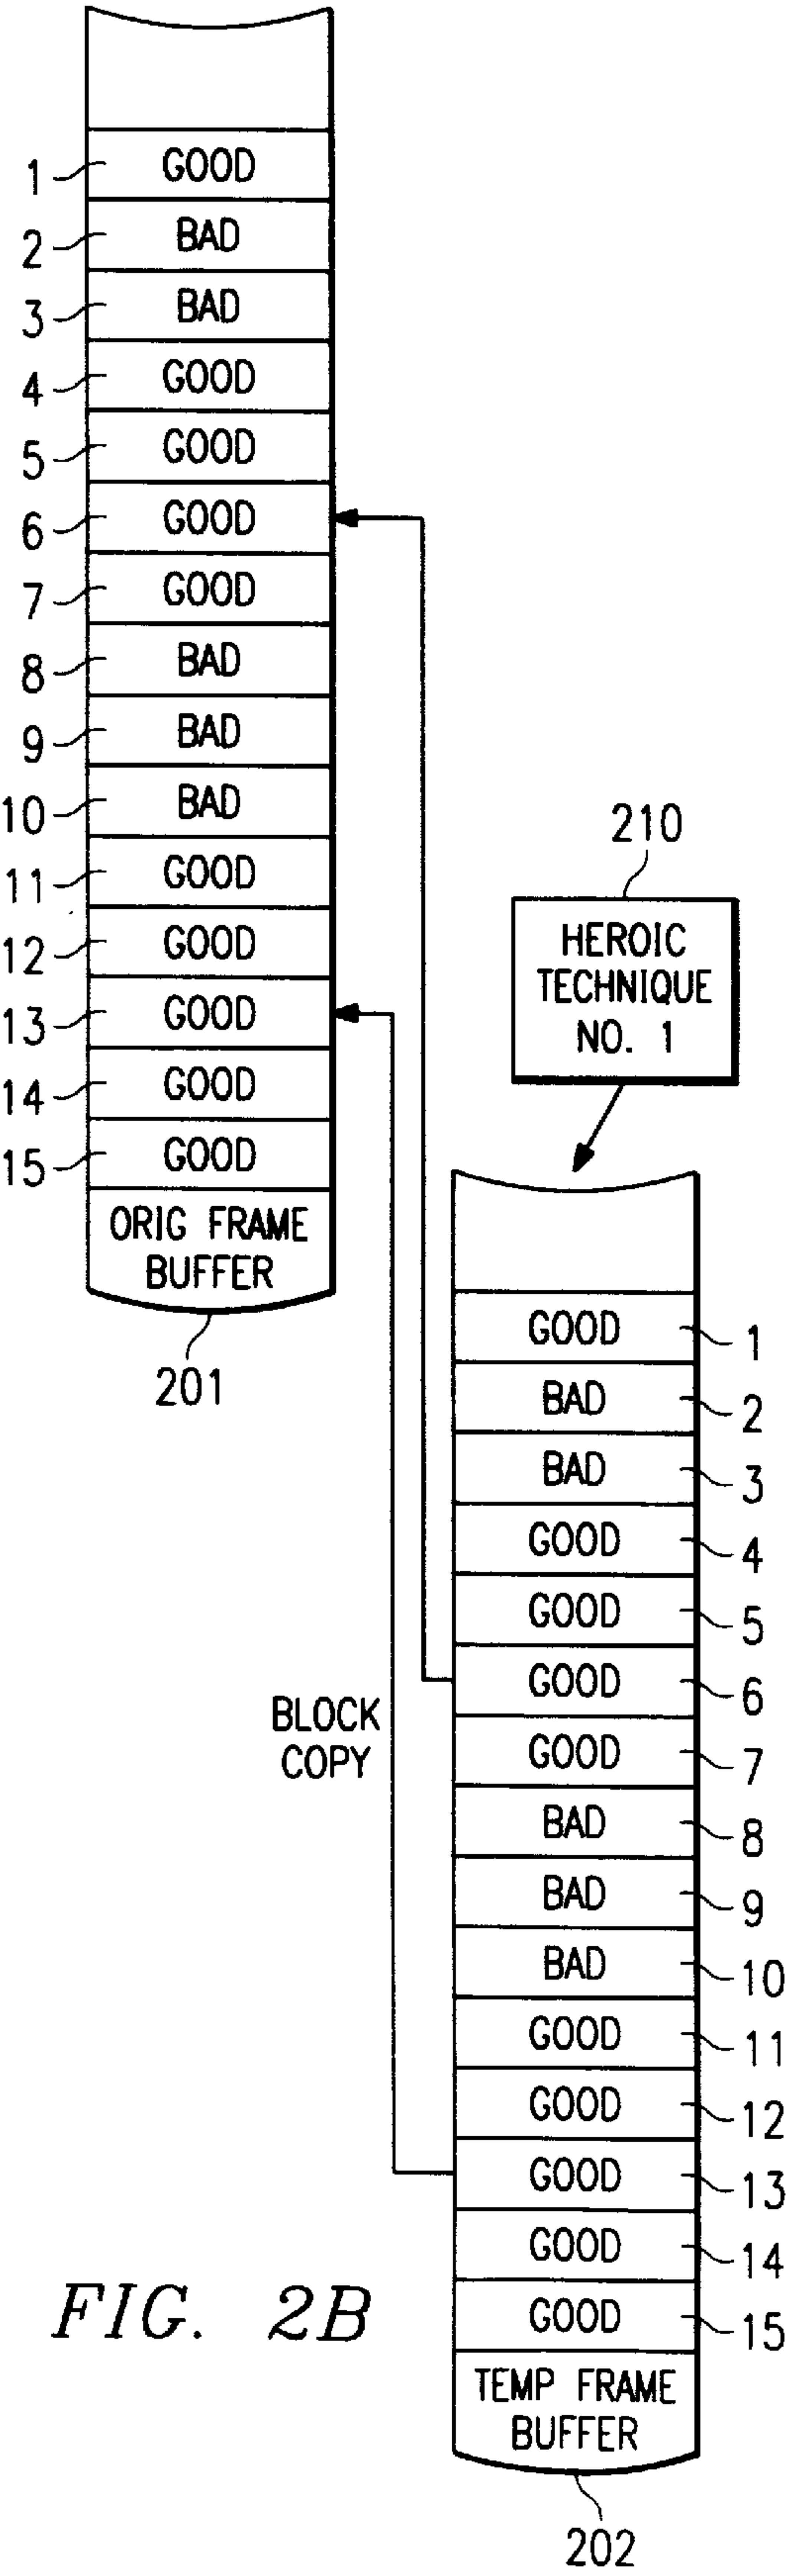 1 GOOD
2 BAD
3 BAD
4 GOOD
5 GOOD
6 GOOD
7 GOOD
8 BAD
9 BAD
10 BAD
11 GOOD
12 GOOD
13 GOOD
14 GOOD
15 GOOD
ORIG FRAME
BUFFER
201
210
HEROIC
TECHNIQUE
NO. 1
GOOD 1
BAD 2
BAD 3
GOOD 4
GOOD 5
GOOD 6
GOOD 7
BAD 8
BAD 9
BAD 10
GOOD 11
GOOD 12
GOOD 13
GOOD 14
GOOD 15
TEMP FRAME
BUFFER
202
BLOCK
COPY
FIG. 2B